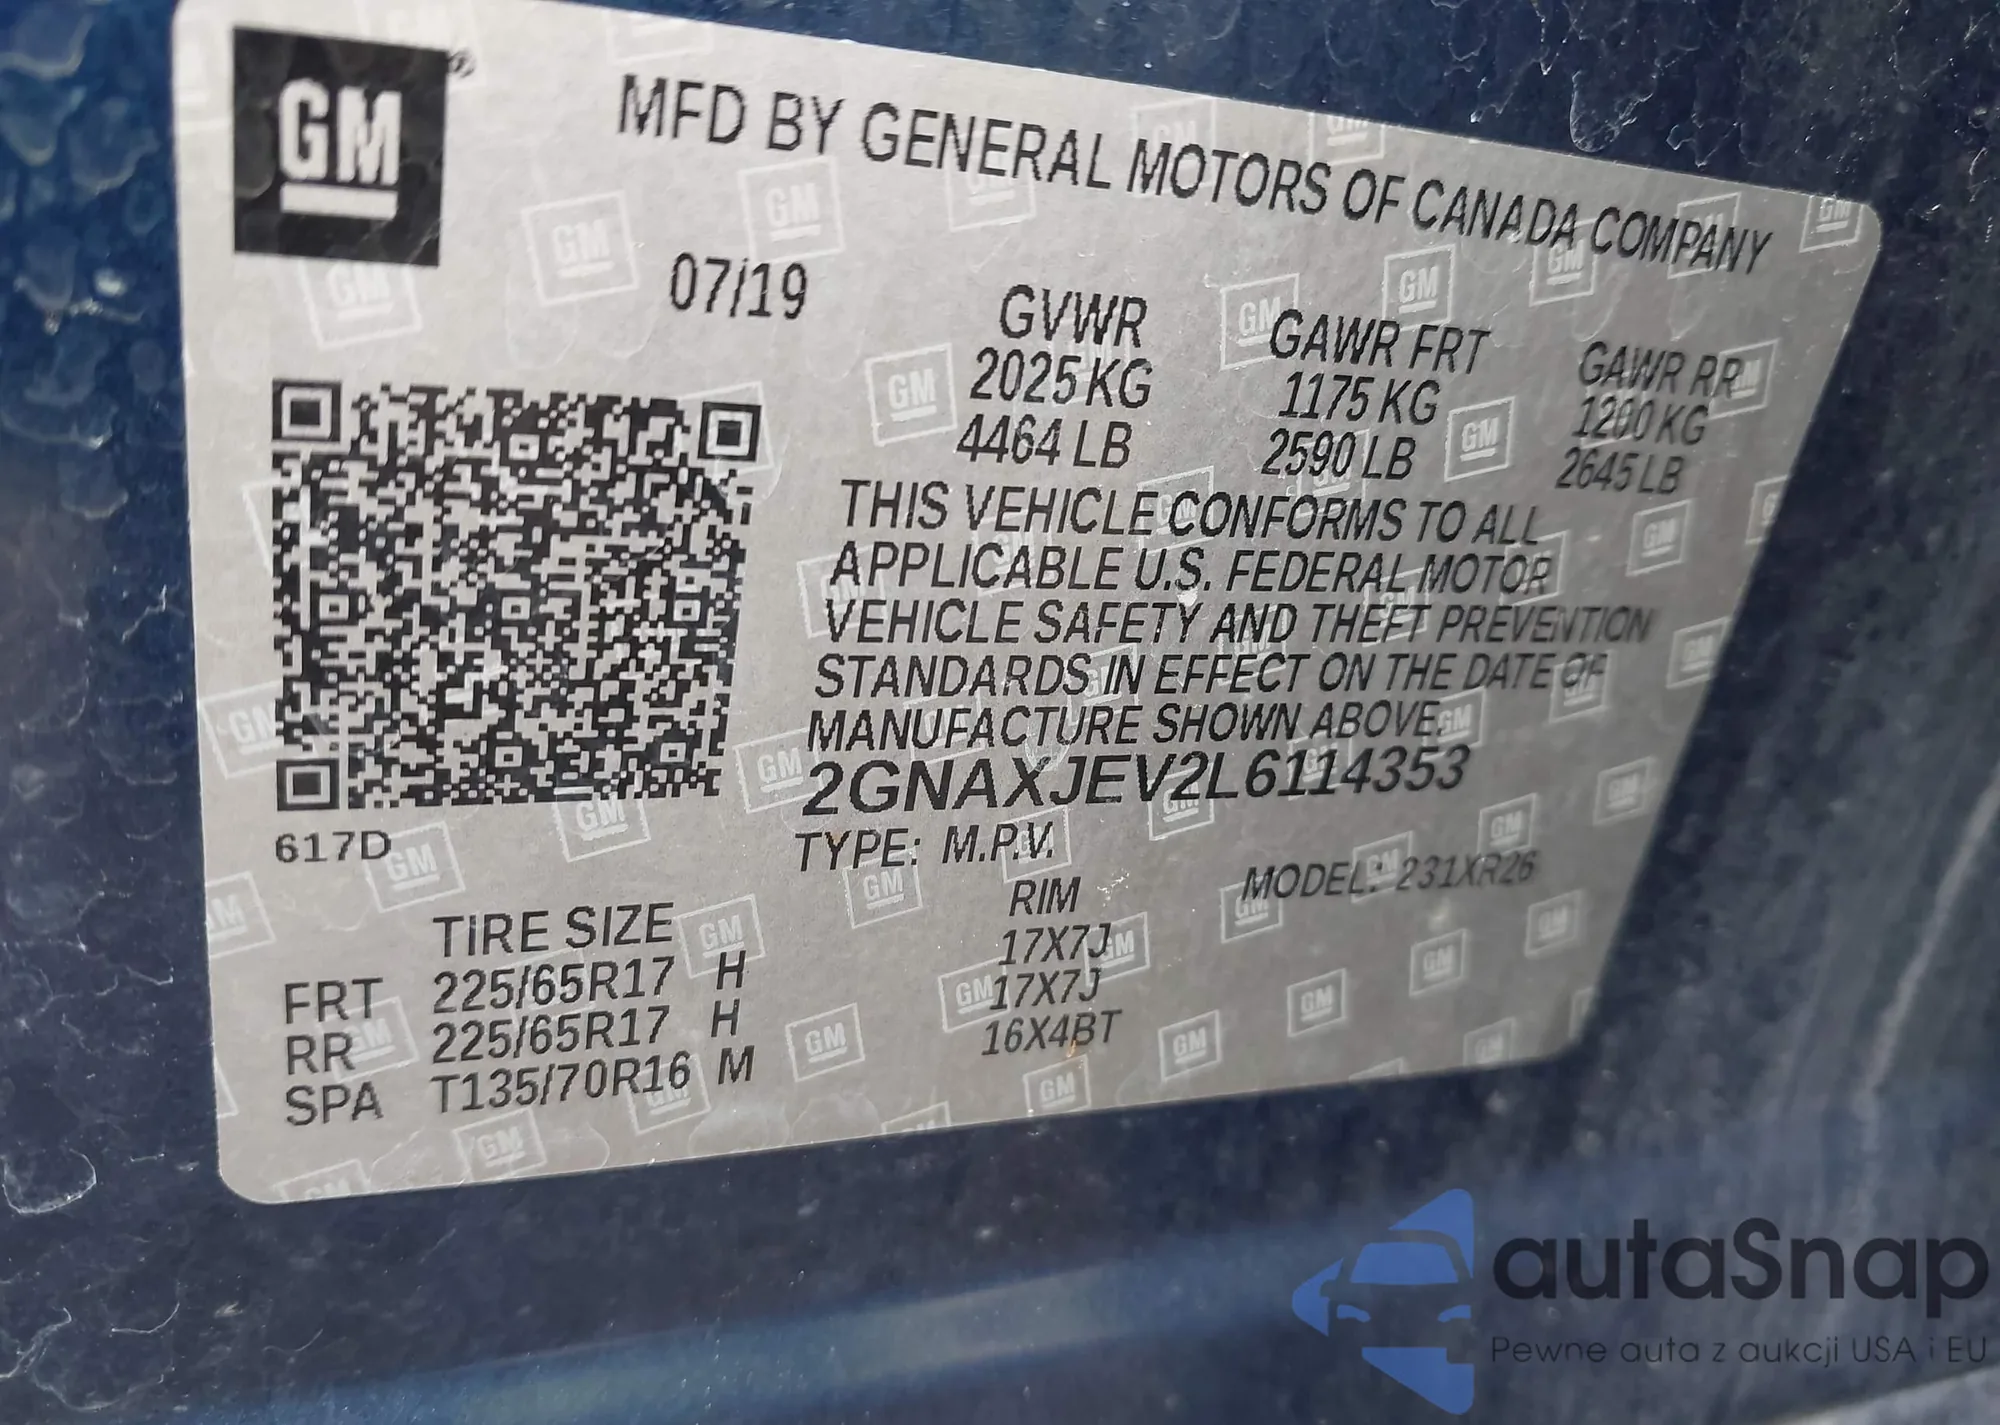 GM
MFD BY GENERAL MOTORS OF CANADA COMPANY
07/19
GVWR GAWR FRT GAWR RR
2025 KG 1175 KG 1200 KG
4464 LB 2590 LB 2645 LB
THIS VEHICLE CONFORMS TO ALL
APPLICABLE U.S. FEDERAL MOTOR
VEHICLE SAFETY AND THEFT PREVENTION
STANDARDS IN EFFECT ON THE DATE OF
MANUFACTURE SHOWN ABOVE.
2GNAXJEV2L6114353
617D
TYPE: M.P.V. MODEL: 231XR26
TIRE SIZE RIM
FRT 225/65R17 H 17X7J
RR 225/65R17 H 17X7J
SPA T135/70R16 M 16X4BT
autaSnap
Pewne auta z aukcji USA i EU